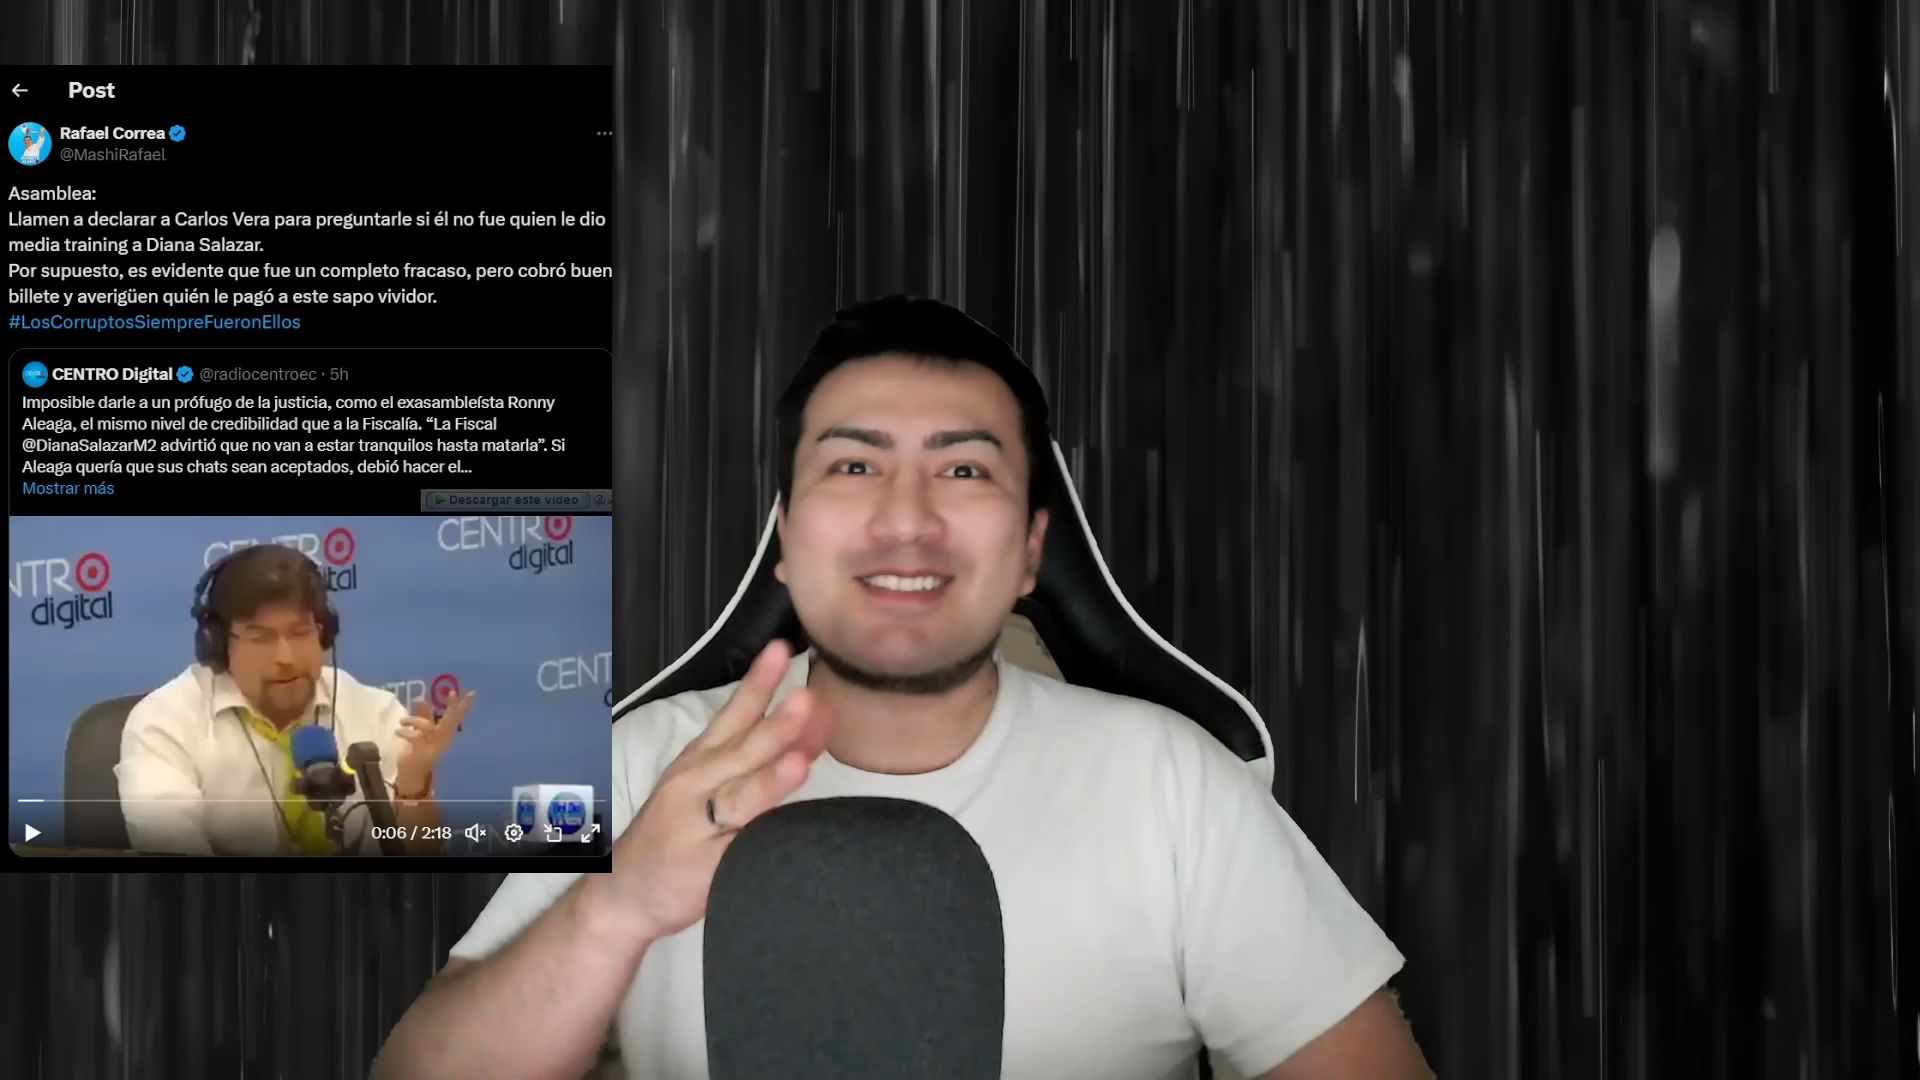 Post
Rafael Correa
@MashiRafael
Asamblea:
Llamen a declarar a Carlos Vera para preguntarle si él no fue quien le dio
media training a Diana Salazar.
Por supuesto, es evidente que fue un completo fracaso, pero cobró buen
billete y averigüen quién le pagó a este sapo vividor.
#LosCorruptosSiempreFueronEllos
CENTRO Digital @radiocentroec · 5h
Imposible darle a un prófugo de la justicia, como el exasambleísta Ronny
Aleaga, el mismo nivel de credibilidad que a la Fiscalía. “La Fiscal
@DianaSalazarM2 advirtió que no van a estar tranquilos hasta matarla”. Si
Aleaga quería que sus chats sean aceptados, debió hacer el...
Mostrar más
Descargar este video
CENTRO
digital
CENTRO
digital
NTRO
digital
CENT
0:06 / 2:18